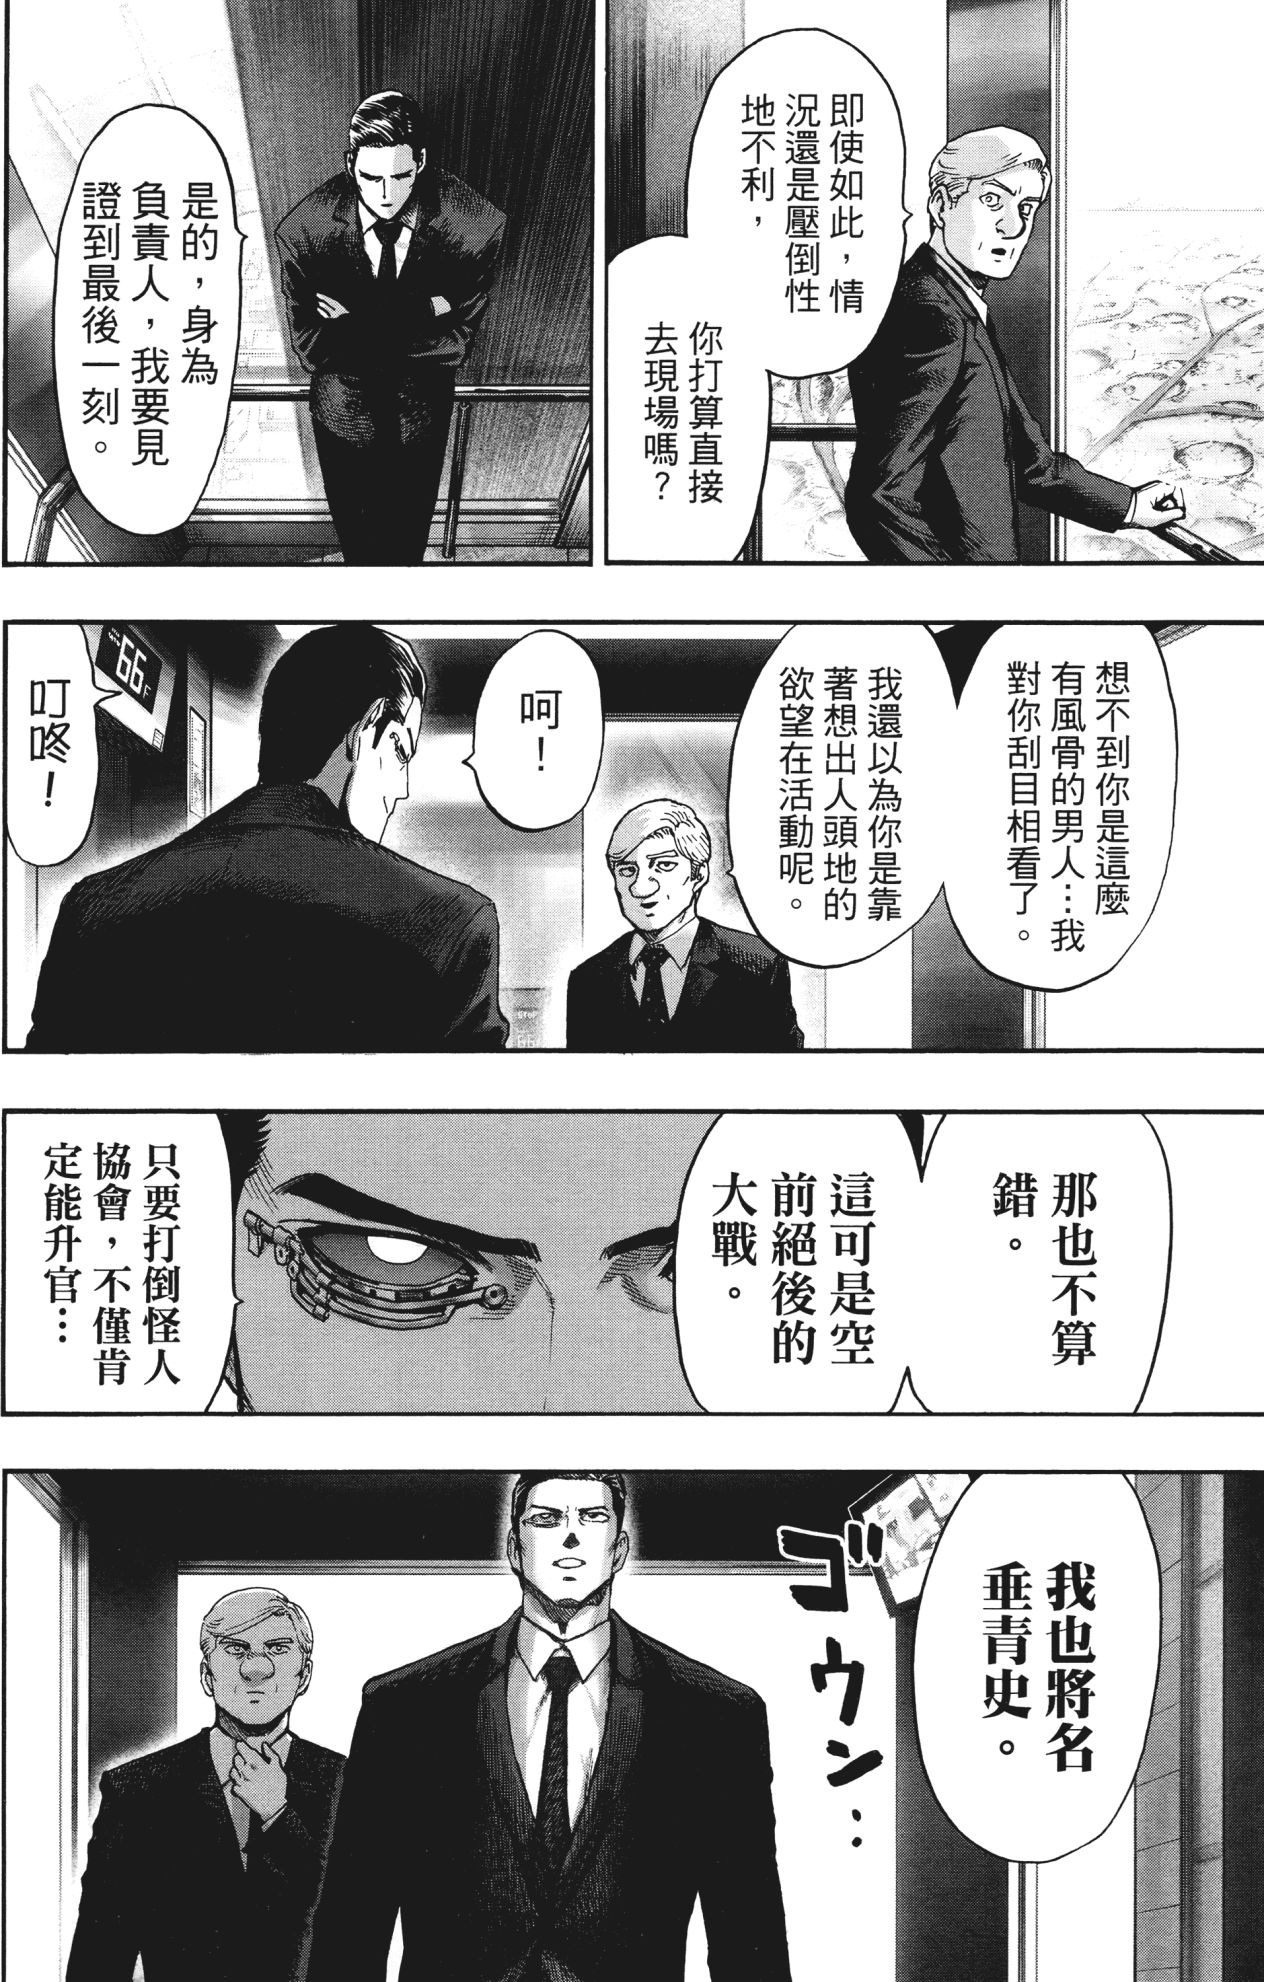 即使如此，情
況還是壓倒性
地不利，
你打算直接
去現場嗎？
是的，身為
負責人，我要見
證到最後一刻。
想不到你是這麼
有風骨的男人…我
對你刮目相看了。
我還以為你是靠
著想出人頭地的
欲望在活動呢。
呵！
66F
叮咚！
那也不算
錯。
這可是空
前絕後的
大戰。
只要打倒怪人
協會，不僅肯
定能升官…
我也將名
垂青史。
ゴウン…